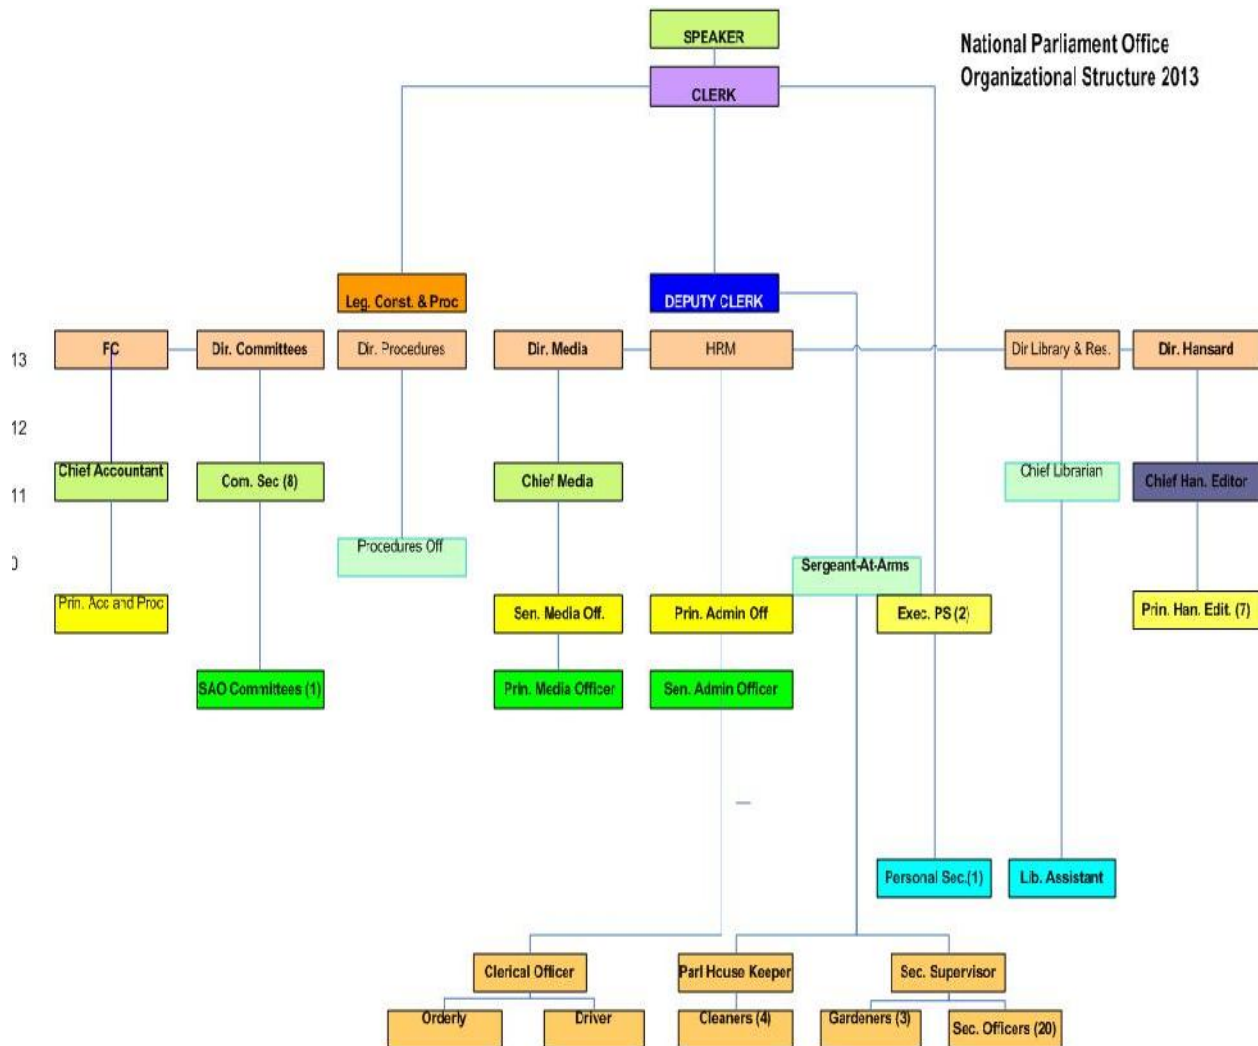 SPEAKER
National Parliament Office
Organizational Structure 2013
CLERK
Leg. Const. & Proc
DEPUTY CLERK
13
FC
Dir. Committees
Dir. Procedures
Dir. Media
HRM
Dir Library & Res.
Dir. Hansard
12
Chief Accountant
Com. Sec (8)
Chief Media
Chief Librarian
Chief Han. Editor
11
Procedures Off
Sergeant-At-Arms
0
Prin. Acc and Proc
Sen. Media Off.
Prin. Admin Off
Exec. PS (2)
Prin. Han. Edit. (7)
SAO Committees (1)
Prin. Media Officer
Sen. Admin Officer
Personal Sec.(1)
Lib. Assistant
Clerical Officer
Parl House Keeper
Sec. Supervisor
Orderly
Driver
Cleaners (4)
Gardeners (3)
Sec. Officers (20)